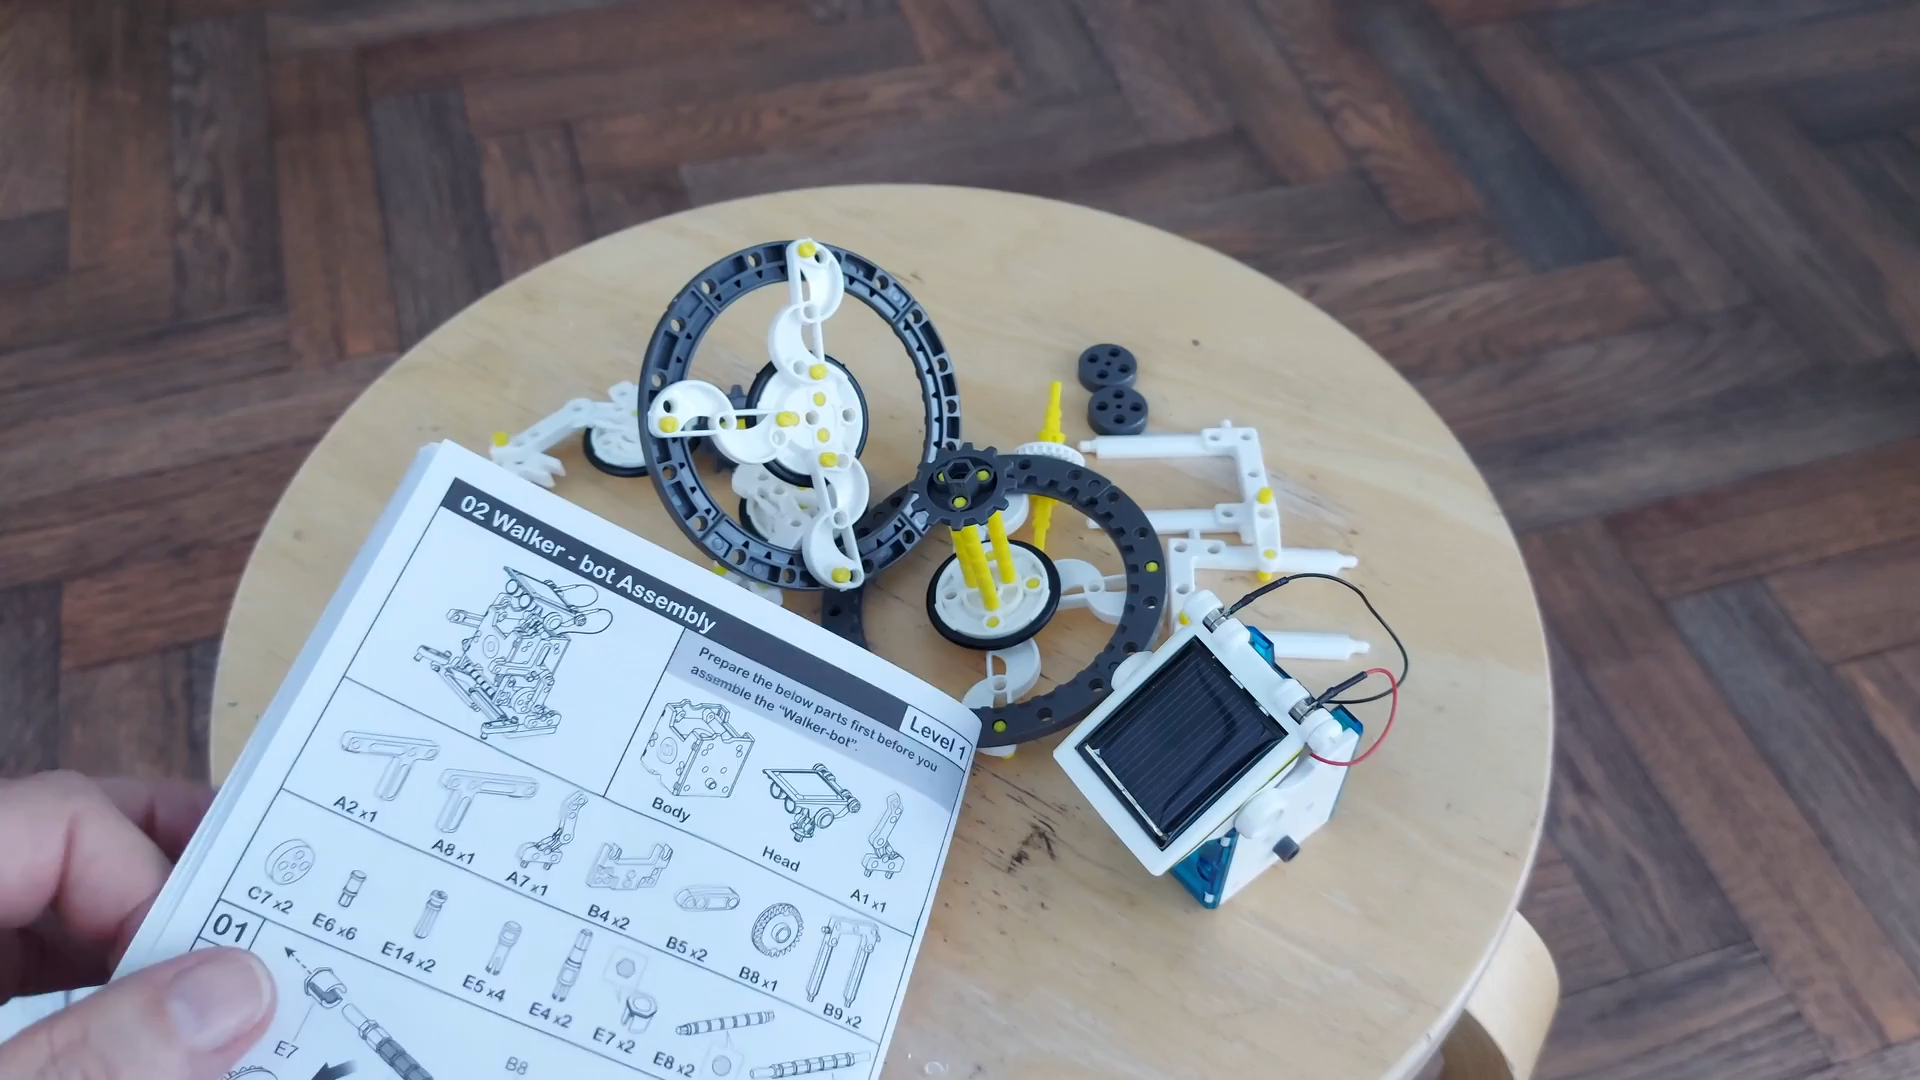 02 Walker - bot Assembly
Level 1
Prepare the below parts first before you
assemble the "Walker-bot".
Body
Head
A1 x1
A2 x1
A8 x1
A7 x1
B4 x2
B5 x2
B8 x1
B9 x2
C7 x2
E6 x6
E14 x2
E5 x4
E4 x2
E7 x2
E8 x2
01
E7
B8